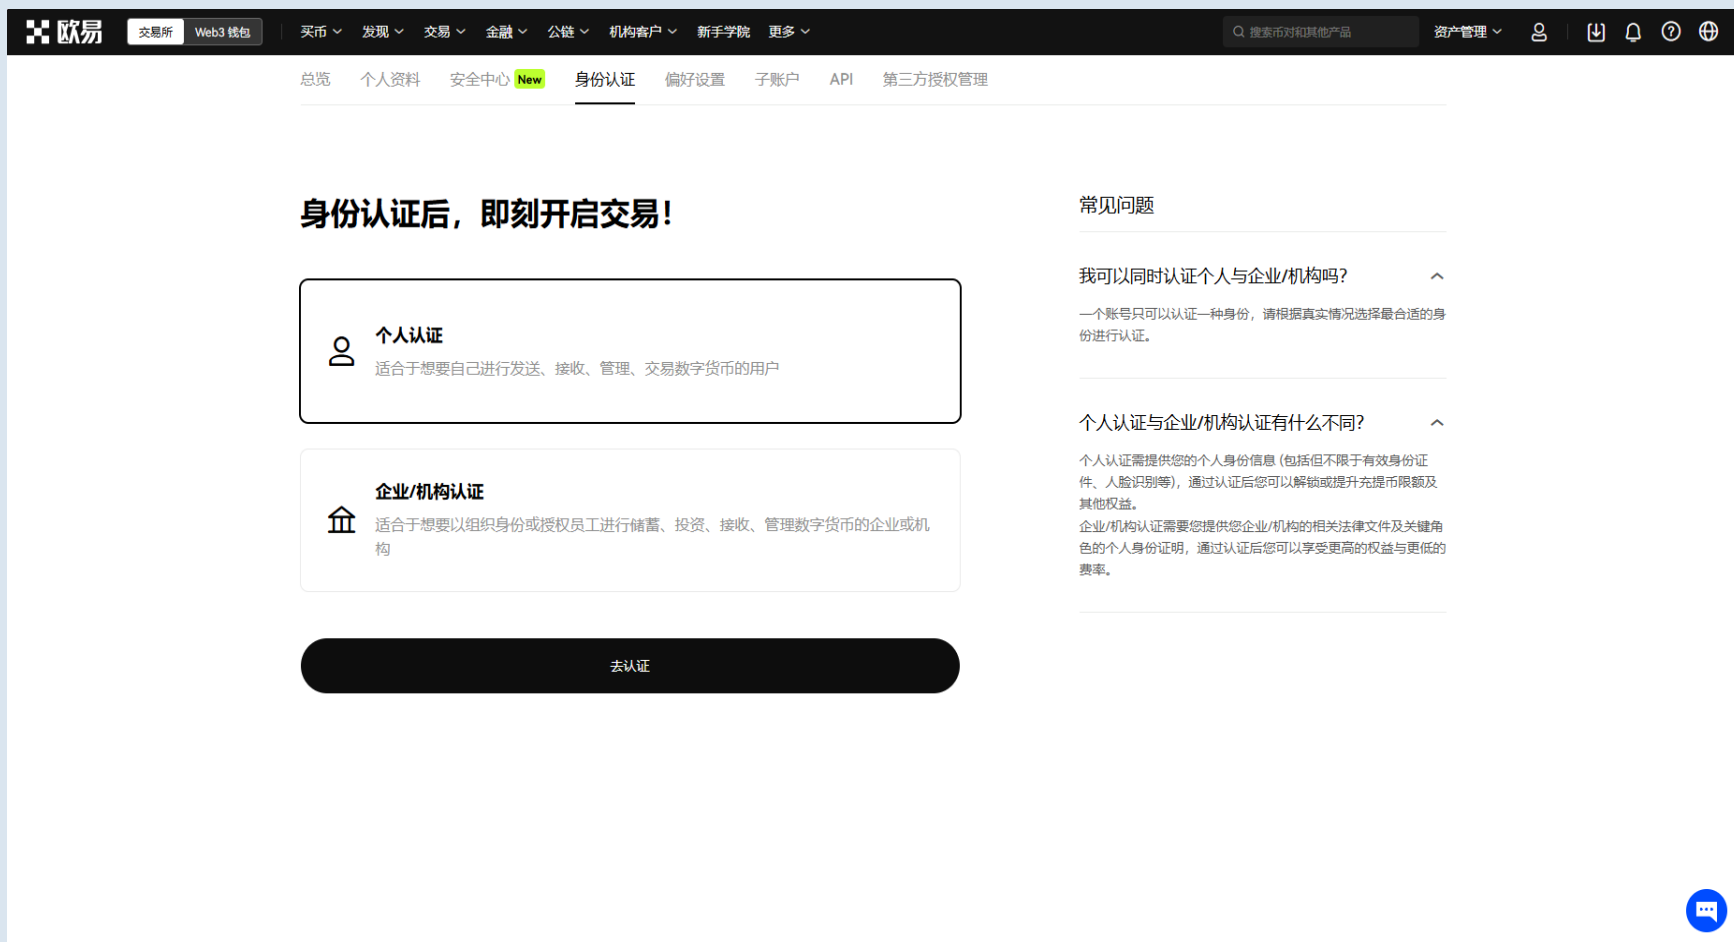 欧易
交易所
Web3 钱包
买币
发现
交易
金融
公链
机构客户
新手学院
更多
搜索币对和其他产品
资产管理
总览
个人资料
安全中心 New
身份认证
偏好设置
子账户
API
第三方授权管理
身份认证后，即刻开启交易！
个人认证
适合于想要自己进行发送、接收、管理、交易数字货币的用户
企业/机构认证
适合于想要以组织身份或授权员工进行储蓄、投资、接收、管理数字货币的企业或机
构
去认证
常见问题
我可以同时认证个人与企业/机构吗?
一个账号只可以认证一种身份，请根据真实情况选择最合适的身
份进行认证。
个人认证与企业/机构认证有什么不同?
个人认证需提供您的个人身份信息 (包括但不限于有效身份证
件、人脸识别等)，通过认证后您可以解锁或提升充提币限额及
其他权益。
企业/机构认证需要您提供您企业/机构的相关法律文件及关键角
色的个人身份证明，通过认证后您可以享受更高的权益与更低的
费率。